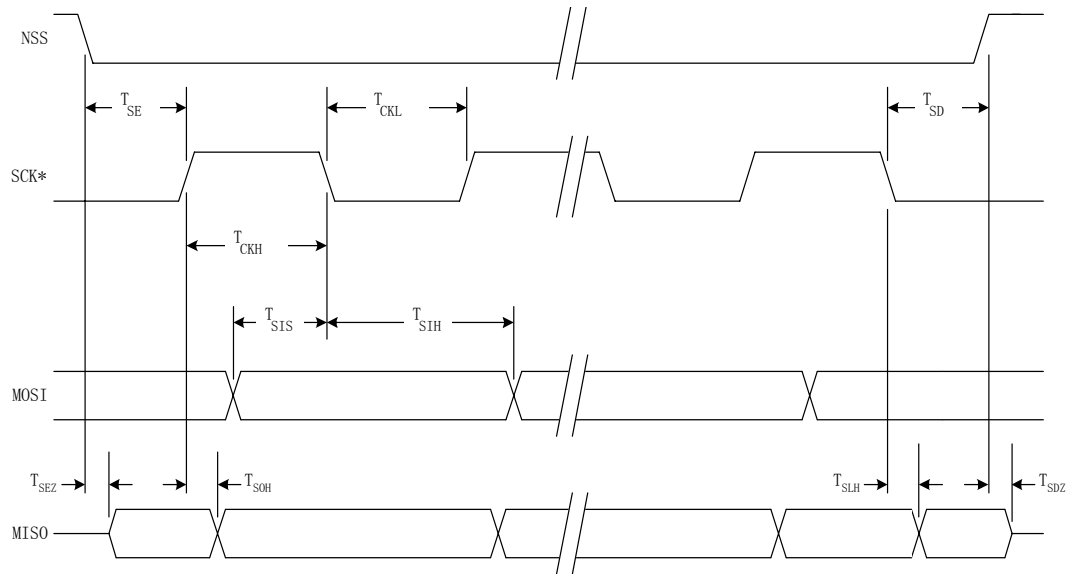 NSS
T_SE
T_CKL
T_SD
SCK*
T_CKH
T_SIS
T_SIH
MOSI
T_SEZ
T_SOH
T_SLH
T_SDZ
MISO